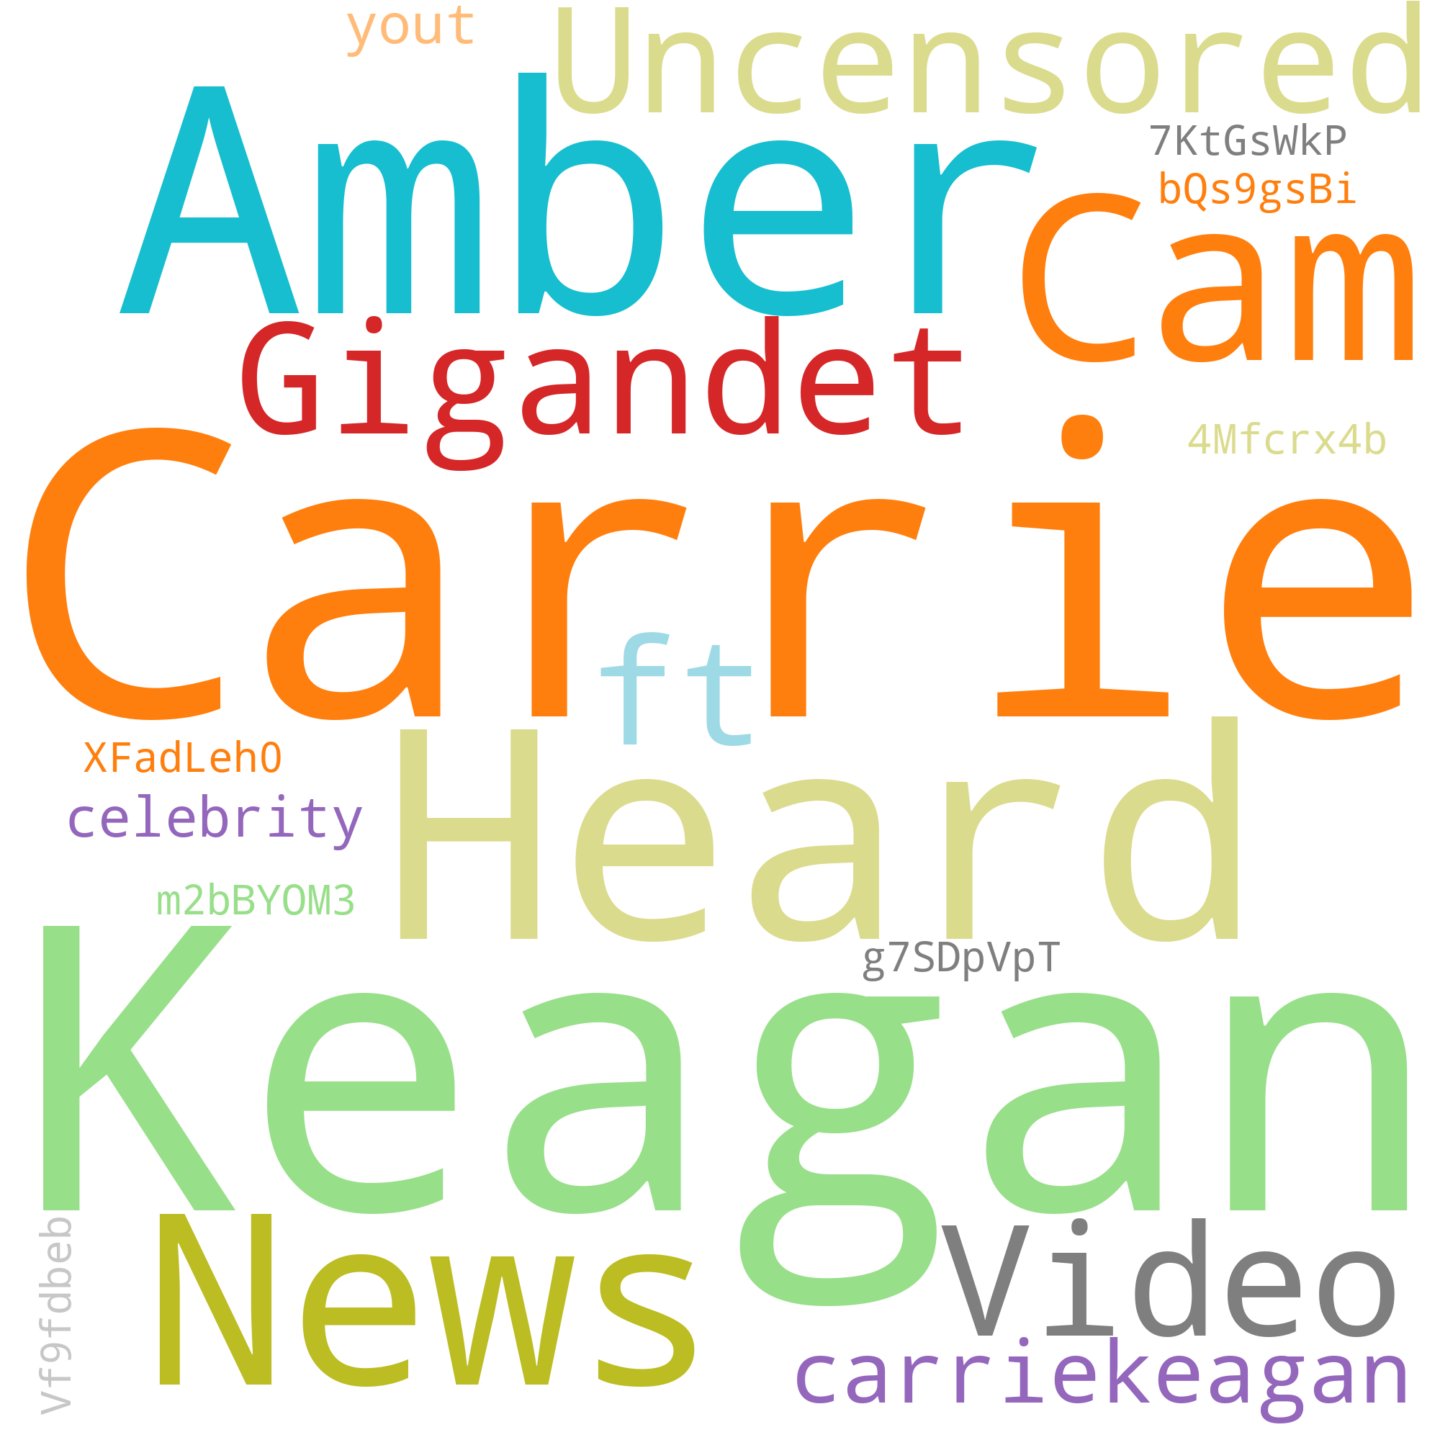 yout
Uncensored
Amber
7KtGsWkP
bQs9gsBi
Cam
Gigandet
4Mfcrx4b
Carrie
ft
XFadLeh0
celebrity
Heard
m2bBYOM3
g7SDpVpT
Keagan
Vf9fdbeb
News
Video
carriekeagan